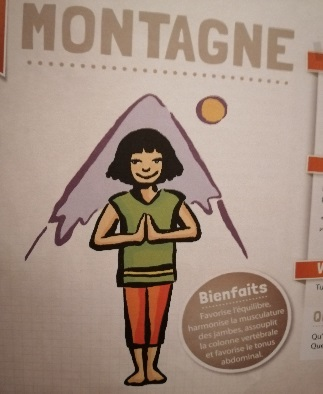 MONTAGNE
Bienfaits
Favorise l'équilibre,
harmonise la musculature
des jambes, assouplit
la colonne vertébrale
et favorise le tonus
abdominal.